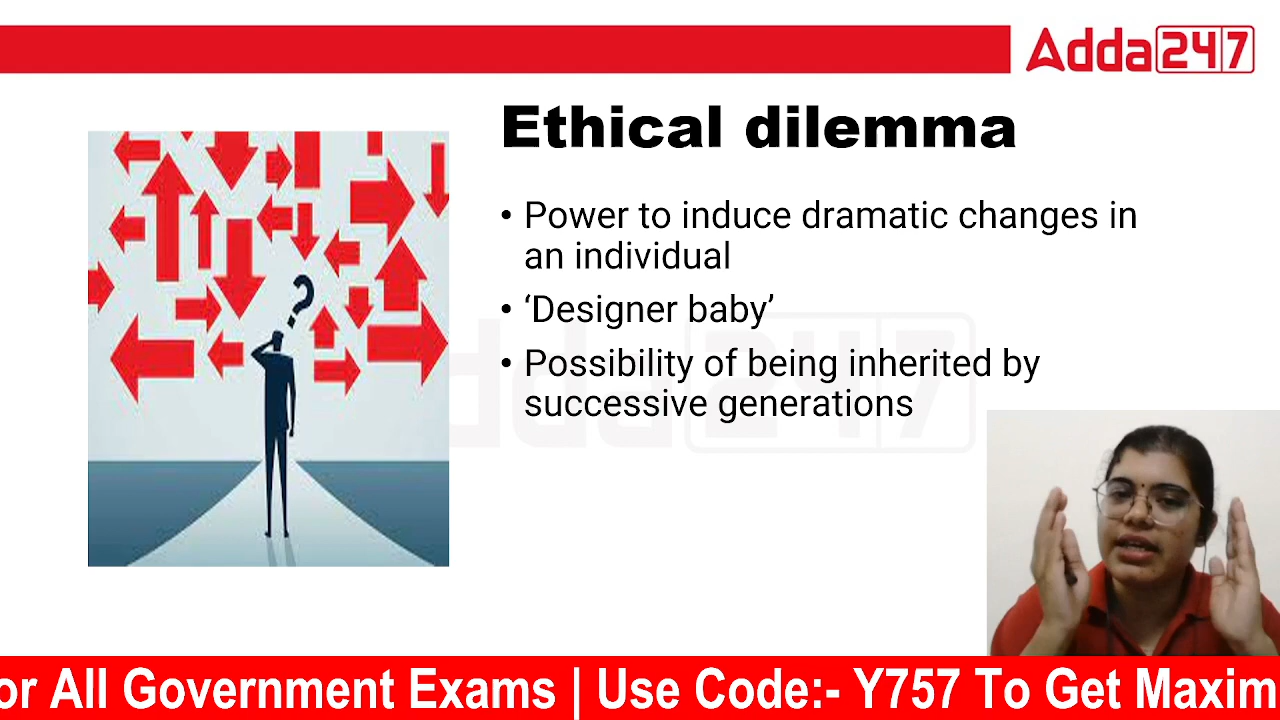 Adda247
Ethical dilemma
• Power to induce dramatic changes in
an individual
• ‘Designer baby’
• Possibility of being inherited by
successive generations
?
or All Government Exams | Use Code:- Y757 To Get Maxim